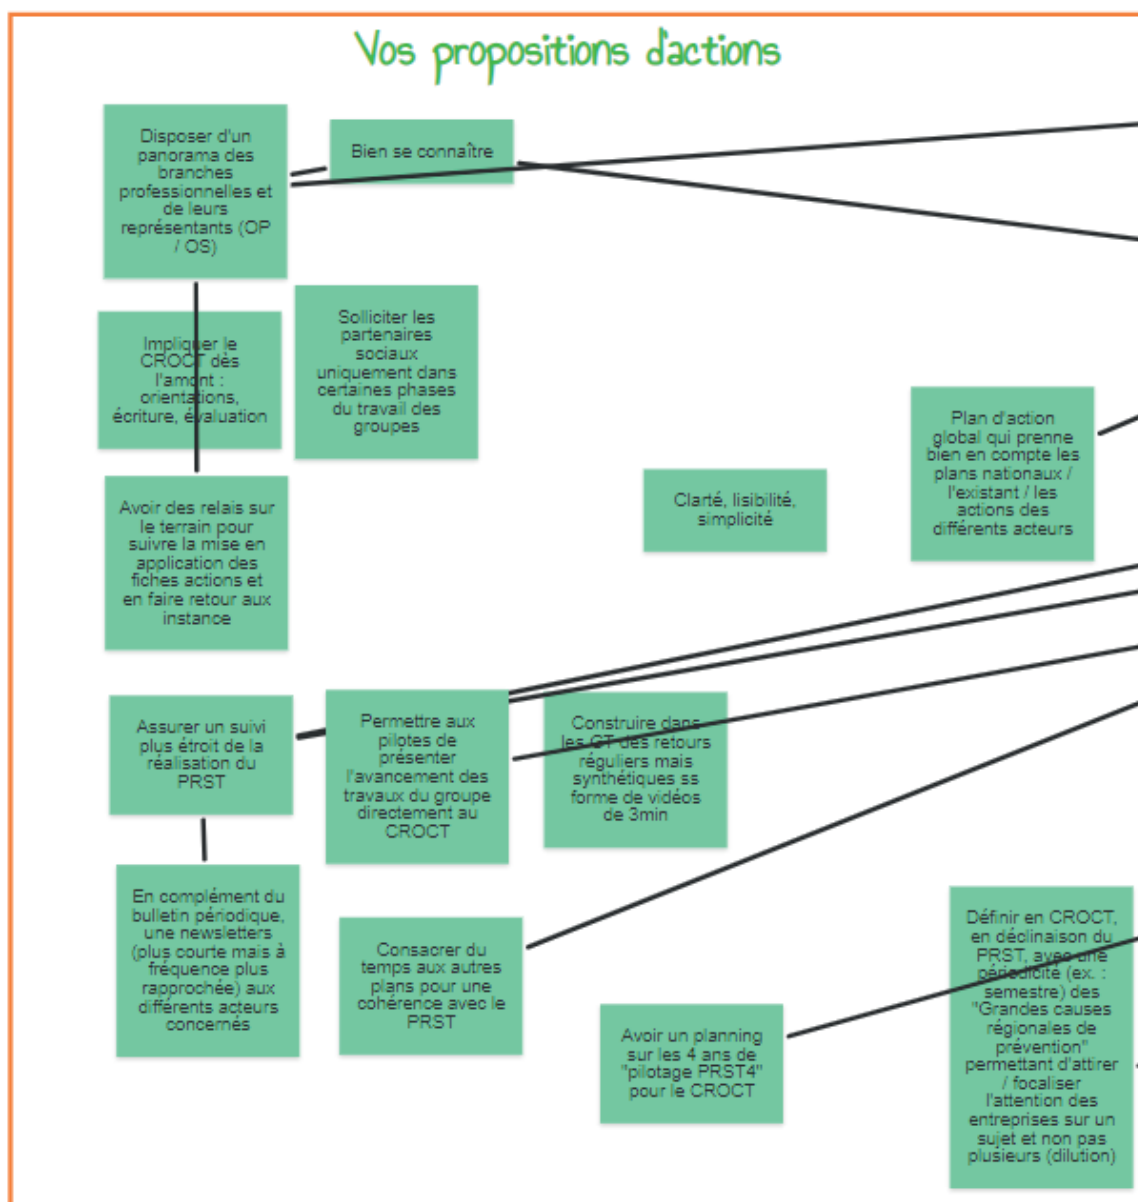 Vos propositions d'actions
Disposer d'un
panorama des
branches
professionnelles et
de leurs
représentants (OP
/ OS)
Bien se connaître
Impliquer le
CROCT dès
l'amont :
orientations,
écriture, évaluation
Solliciter les
partenaires
sociaux
uniquement dans
certaines phases
du travail des
groupes
Plan d'action
global qui prenne
bien en compte les
plans nationaux /
l'existant / les
actions des
différents acteurs
Clarté, lisibilité,
simplicité
Avoir des relais sur
le terrain pour
suivre la mise en
application des
fiches actions et
en faire retour aux
instance
Assurer un suivi
plus étroit de la
réalisation du
PRST
Permettre aux
pilotes de
présenter
l'avancement des
travaux du groupe
directement au
CROCT
Construire dans
les GT des retours
réguliers mais
synthétiques ss
forme de vidéos
de 3min
En complément du
bulletin périodique,
une newsletters
(plus courte mais à
fréquence plus
rapprochée) aux
différents acteurs
concernés
Consacrer du
temps aux autres
plans pour une
cohérence avec le
PRST
Avoir un planning
sur les 4 ans de
"pilotage PRST4"
pour le CROCT
Définir en CROCT,
en déclinaison du
PRST, avec une
périodicité (ex. :
semestre) des
"Grandes causes
régionales de
prévention"
permettant d'attirer
/ focaliser
l'attention des
entreprises sur un
sujet et non pas
plusieurs (dilution)